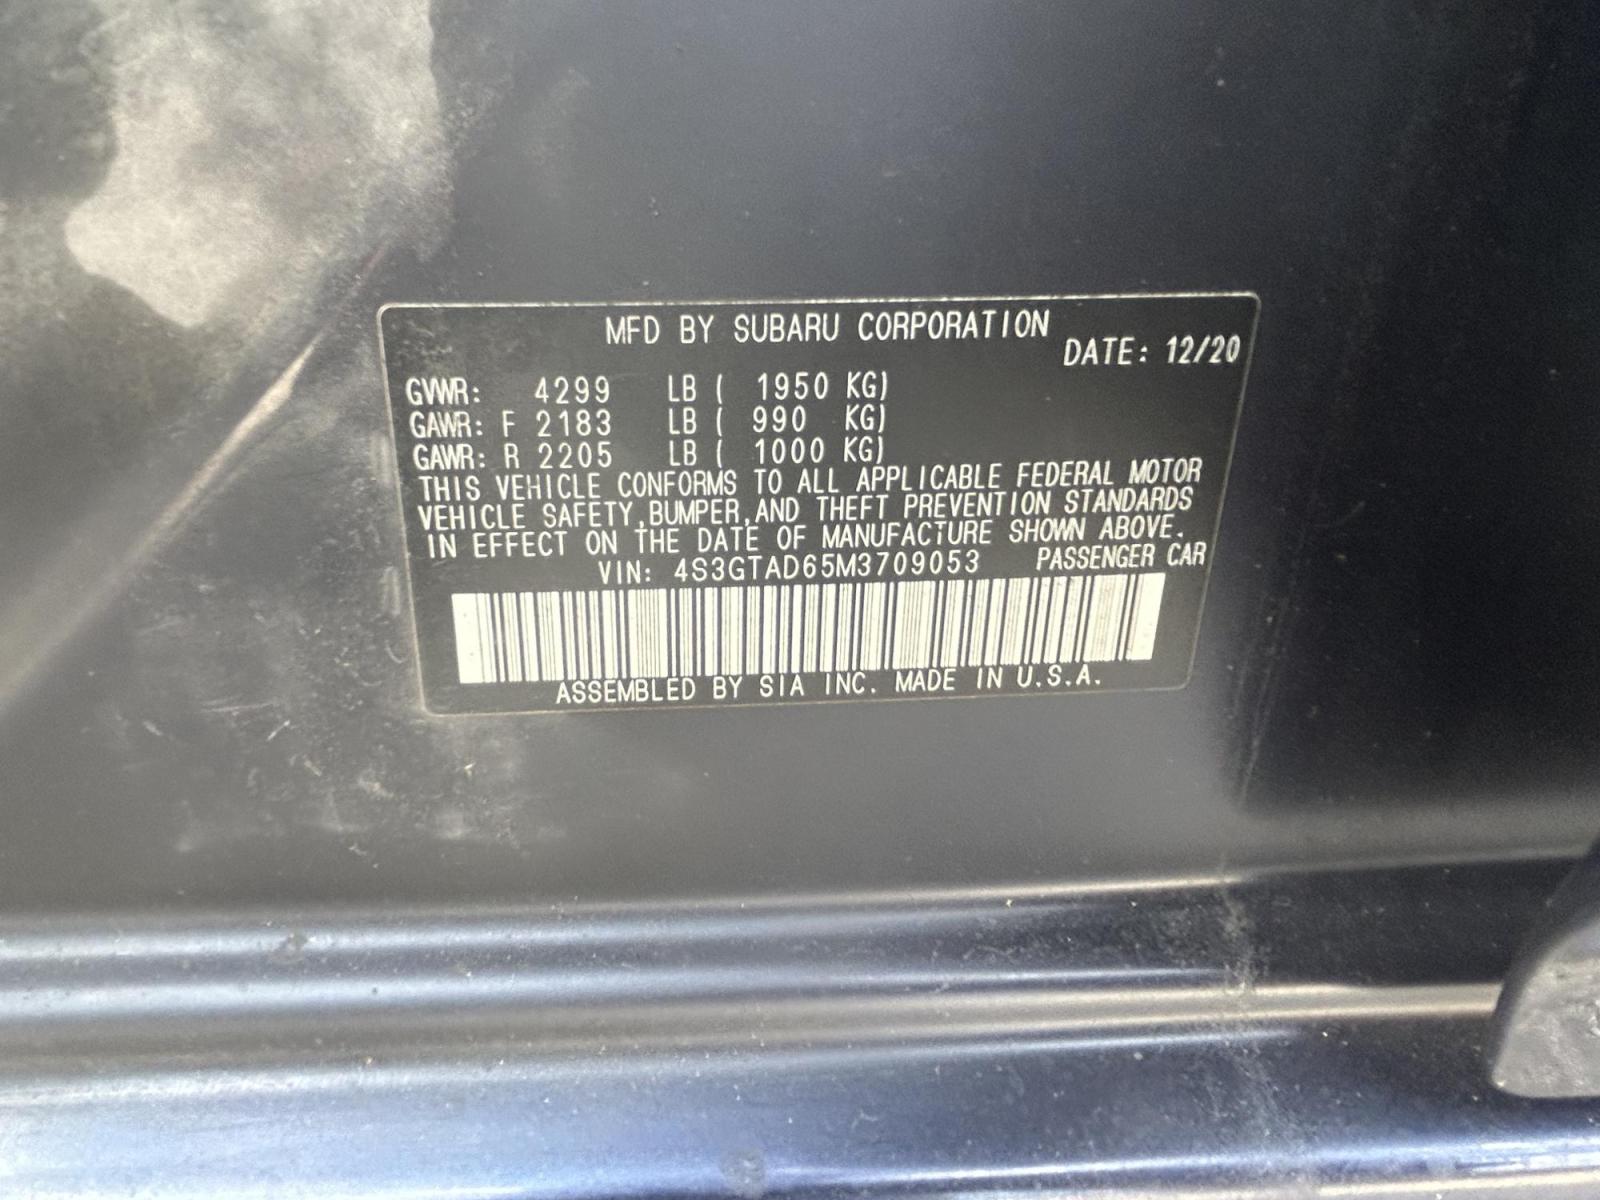 MFD BY SUBARU CORPORATION
DATE: 12/20
GVWR: 4299 LB ( 1950 KG)
GAWR: F 2183 LB ( 990 KG)
GAWR: R 2205 LB ( 1000 KG)
THIS VEHICLE CONFORMS TO ALL APPLICABLE FEDERAL MOTOR
VEHICLE SAFETY,BUMPER,AND THEFT PREVENTION STANDARDS
IN EFFECT ON THE DATE OF MANUFACTURE SHOWN ABOVE.
VIN: 4S3GTAD65M3709053 PASSENGER CAR
ASSEMBLED BY SIA INC. MADE IN U.S.A.